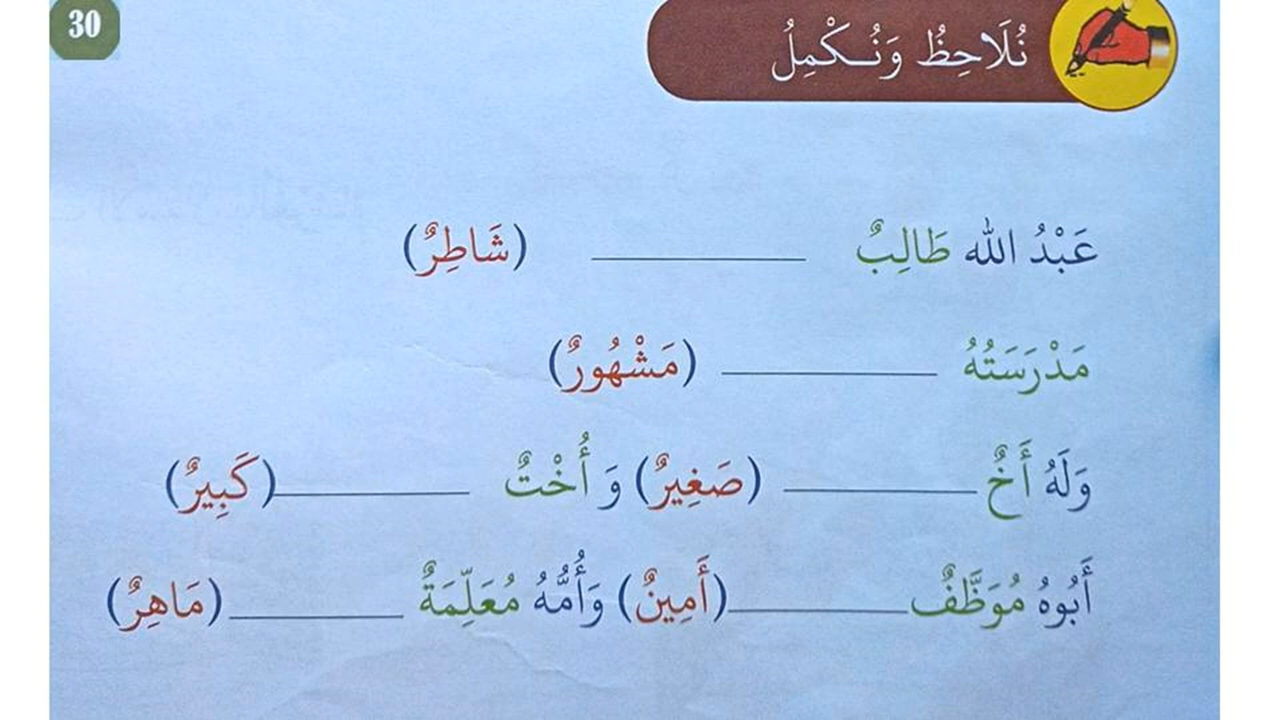 30
نُلَاحِظُ وَنُـكْمِلُ
عَبْدُ الله طَالِبٌ ________ (شَاطِرٌ)
مَدْرَسَتُهُ ________ (مَشْهُورٌ)
وَلَهُ أَخٌ ________ (صَغِيرٌ) وَ أُخْتٌ ________ (كَبِيرٌ)
أَبُوهُ مُوَظَّفٌ ________ (أَمِينٌ) وَأُمُّهُ مُعَلِّمَةٌ ________ (مَاهِرٌ)